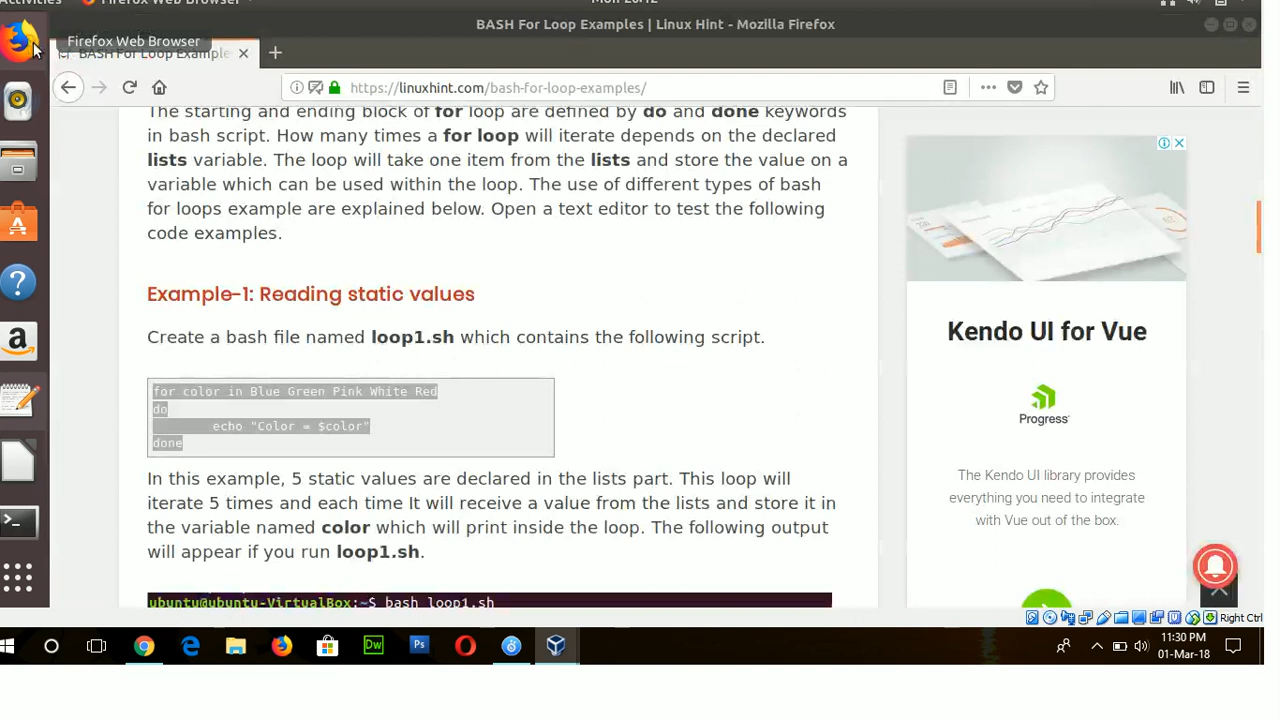 Activities
Firefox Web Browser
Mon 20:12
BASH For Loop Examples | Linux Hint - Mozilla Firefox
Firefox Web Browser
BASH For Loop Example
https://linuxhint.com/bash-for-loop-examples/
The starting and ending block of for loop are defined by do and done keywords
in bash script. How many times a for loop will iterate depends on the declared
lists variable. The loop will take one item from the lists and store the value on a
variable which can be used within the loop. The use of different types of bash
for loops example are explained below. Open a text editor to test the following
code examples.
Example-1: Reading static values
Create a bash file named loop1.sh which contains the following script.
for color in Blue Green Pink White Red
do
echo "Color = $color"
done
In this example, 5 static values are declared in the lists part. This loop will
iterate 5 times and each time It will receive a value from the lists and store it in
the variable named color which will print inside the loop. The following output
will appear if you run loop1.sh.
ubuntu@ubuntu-VirtualBox:~$ bash loop1.sh
Kendo UI for Vue
Progress
The Kendo UI library provides
everything you need to integrate
with Vue out of the box.
Right Ctrl
Dw
Ps
11:30 PM
01-Mar-18